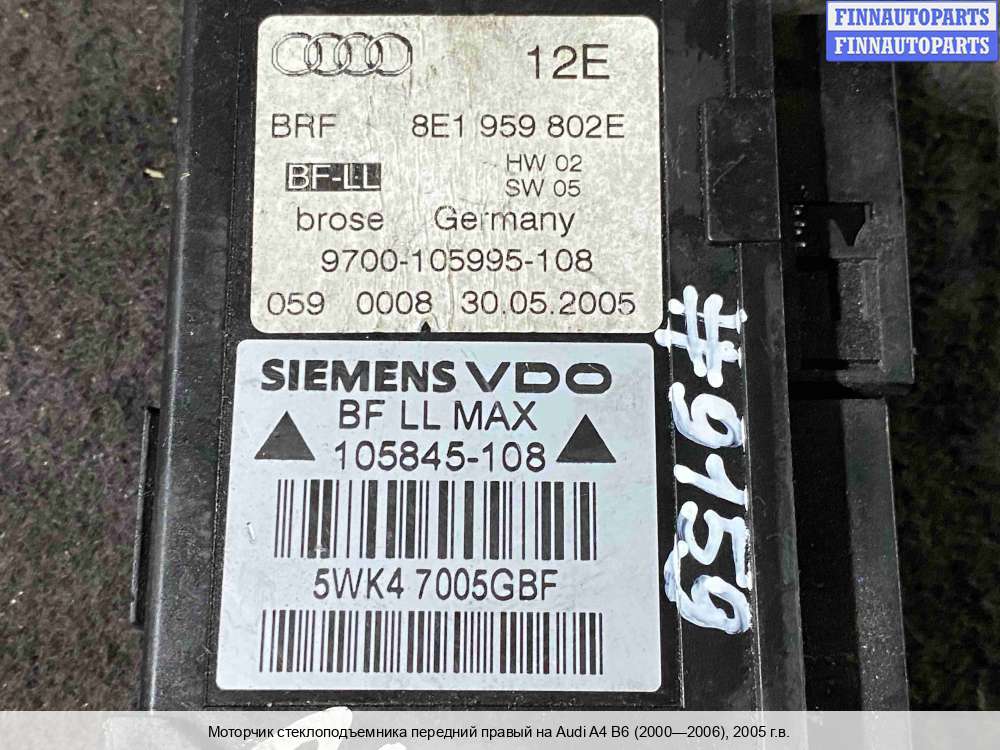 FINNAUTOPARTS
FINNAUTOPARTS
12E
BRF 8E1 959 802E
BF-LL HW 02
SW 05
brose Germany
9700-105995-108
059 0008 30.05.2005
SIEMENS VDO
BF LL MAX
105845-108
5WK4 7005GBF
#9159
Моторчик стеклоподъемника передний правый на Audi A4 B6 (2000—2006), 2005 г.в.